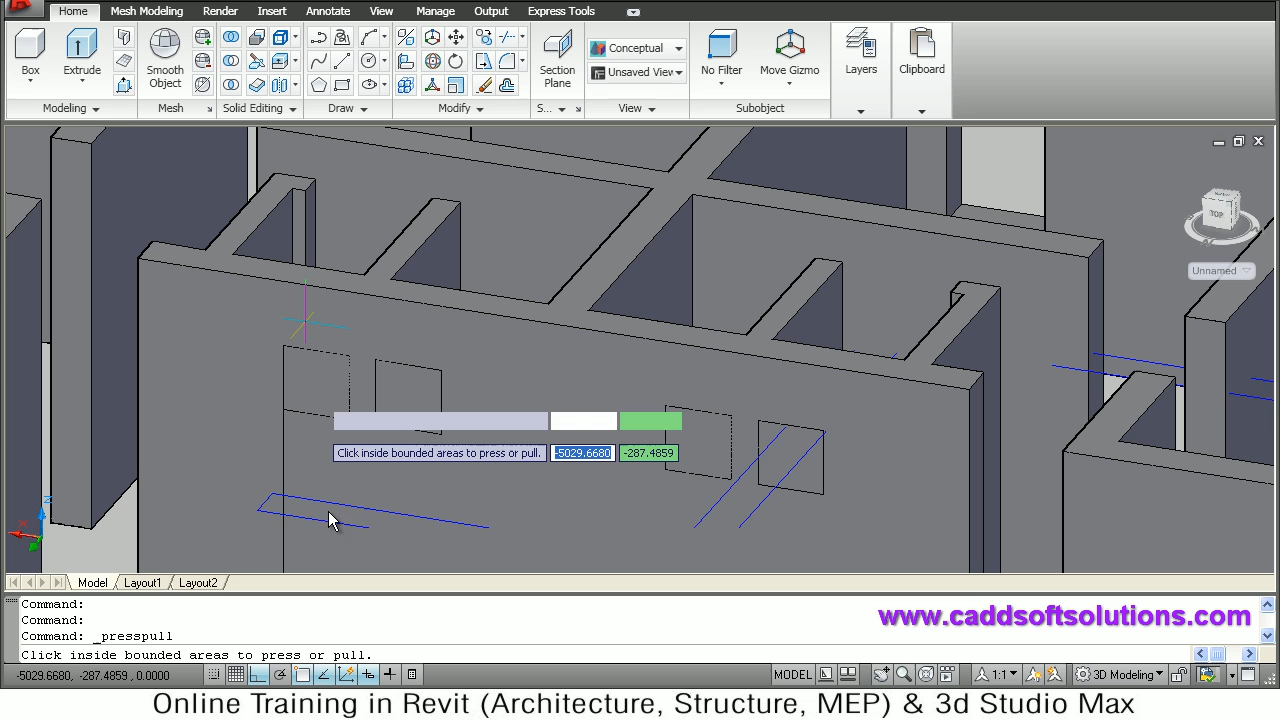 Home Mesh Modeling Render Insert Annotate View Manage Output Express Tools
Box
Extrude
Smooth
Object
Section
Plane
Conceptual
Unsaved View
No Filter
Move Gizmo
Layers
Clipboard
Modeling
Mesh
Solid Editing
Draw
Modify
S...
View
Subobject
TOP
Unnamed
Click inside bounded areas to press or pull. -5029.6680 -287.4859
Z
X
Model Layout1 Layout2
Command:
Command:
Command: _presspull
Click inside bounded areas to press or pull.
www.caddsoftsolutions.com
-5029.6680, -287.4859 , 0.0000
MODEL
1:1
3D Modeling
Online Training in Revit (Architecture, Structure, MEP) & 3d Studio Max